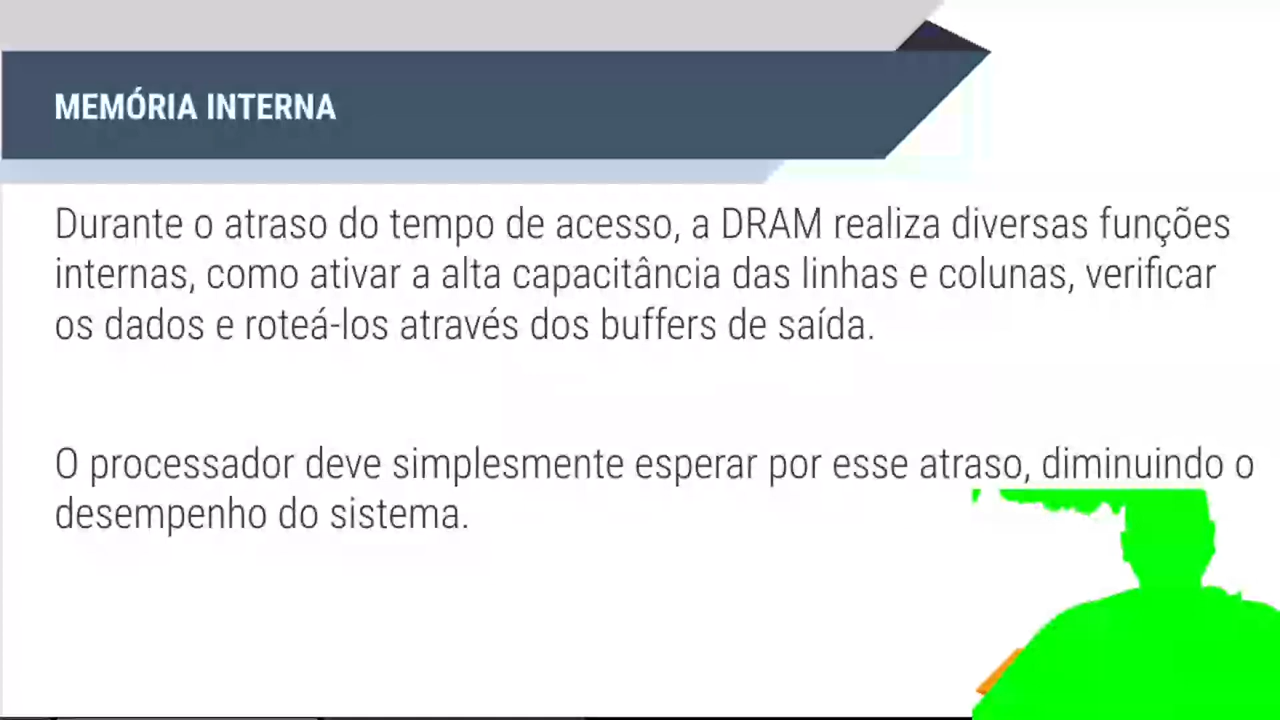 MEMÓRIA INTERNA
Durante o atraso do tempo de acesso, a DRAM realiza diversas funções
internas, como ativar a alta capacitância das linhas e colunas, verificar
os dados e roteá-los através dos buffers de saída.
O processador deve simplesmente esperar por esse atraso, diminuindo o
desempenho do sistema.